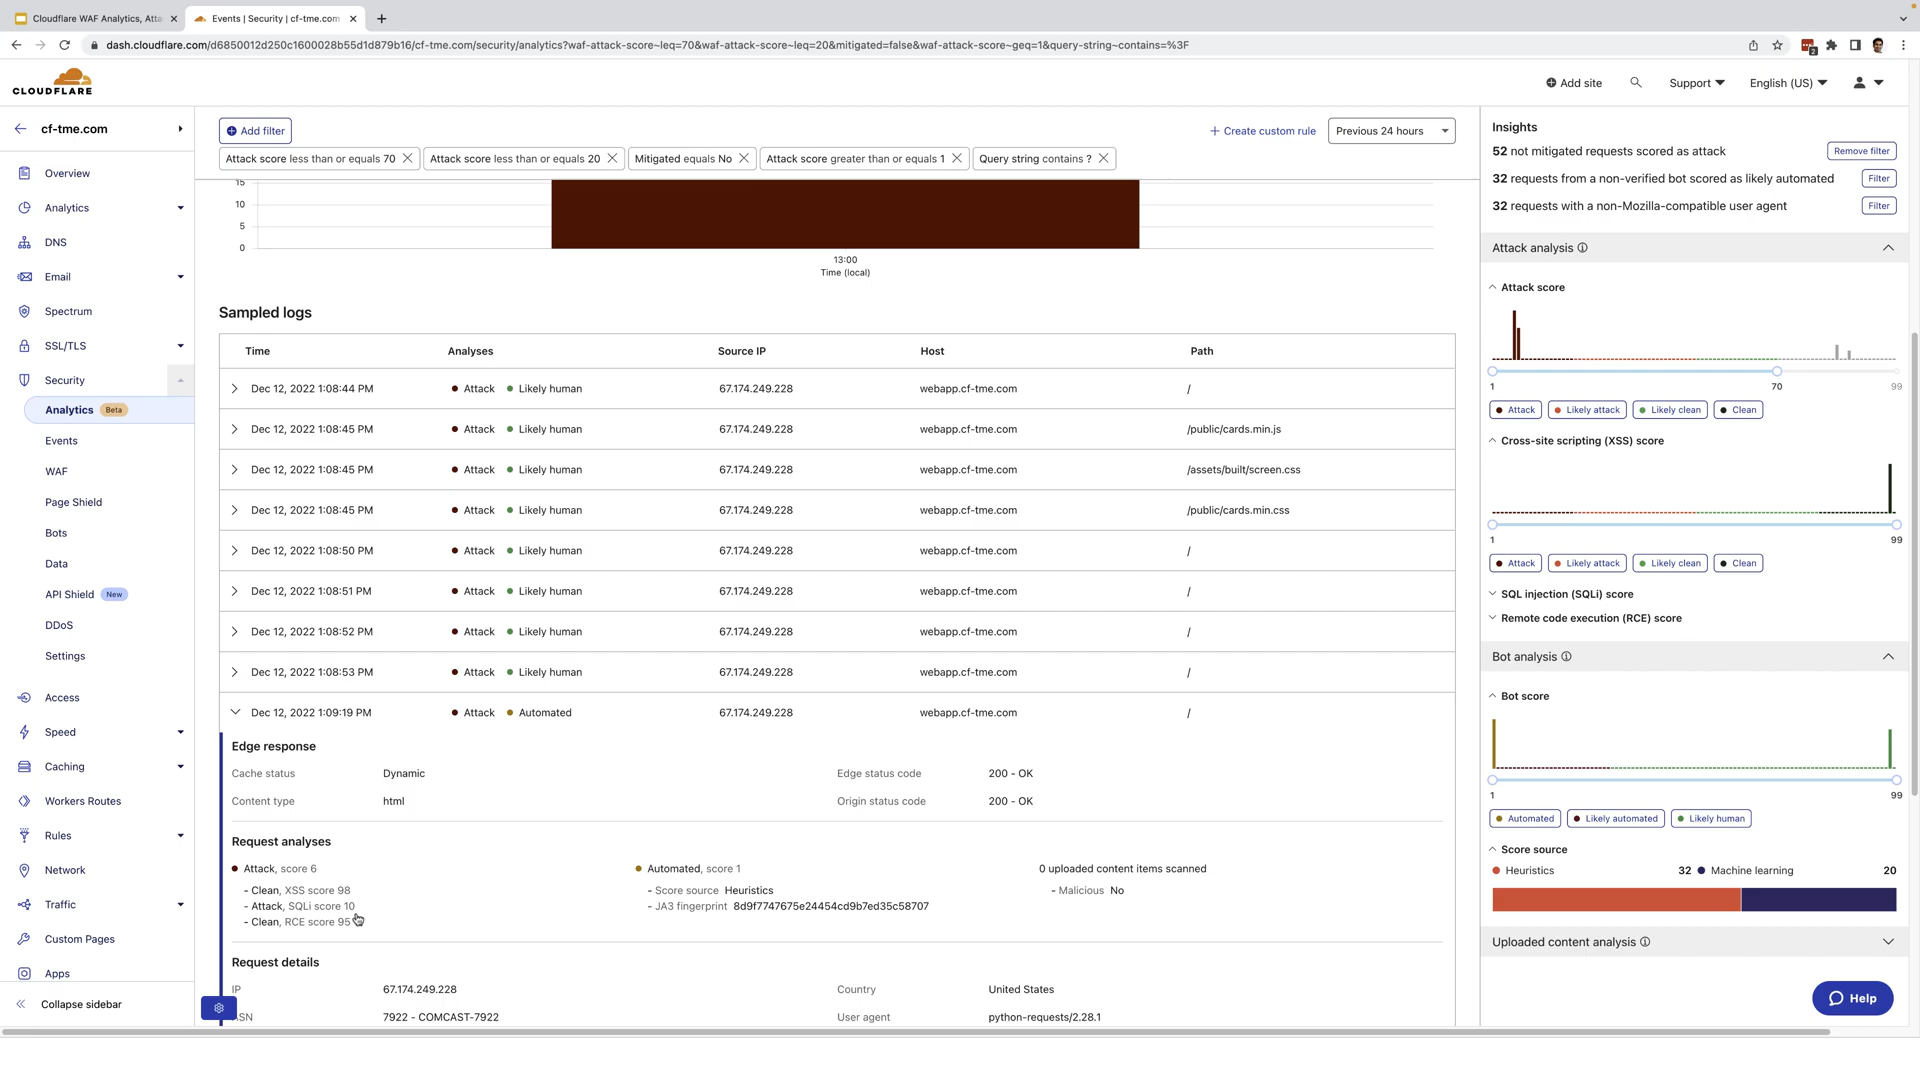 Cloudflare WAF Analytics, Atta
Events | Security | cf-tme.com
dash.cloudflare.com/d6850012d250c1600028b55d1d879b16/cf-tme.com/security/analytics?waf-attack-score~leq=70&waf-attack-score~leq=20&mitigated=false&waf-attack-score~geq=1&query-string~contains=%3F
2
CLOUDFLARE
Add site
Support
English (US)
cf-tme.com
Overview
Analytics
DNS
Email
Spectrum
SSL/TLS
Security
Analytics Beta
Events
WAF
Page Shield
Bots
Data
API Shield New
DDoS
Settings
Access
Speed
Caching
Workers Routes
Rules
Network
Traffic
Custom Pages
Apps
Collapse sidebar
Add filter
Create custom rule
Previous 24 hours
Attack score less than or equals 70
Attack score less than or equals 20
Mitigated equals No
Attack score greater than or equals 1
Query string contains ?
15
10
5
0
13:00
Time (local)
Sampled logs
Time Analyses Source IP Host Path
Dec 12, 2022 1:08:44 PM Attack Likely human 67.174.249.228 webapp.cf-tme.com /
Dec 12, 2022 1:08:45 PM Attack Likely human 67.174.249.228 webapp.cf-tme.com /public/cards.min.js
Dec 12, 2022 1:08:45 PM Attack Likely human 67.174.249.228 webapp.cf-tme.com /assets/built/screen.css
Dec 12, 2022 1:08:45 PM Attack Likely human 67.174.249.228 webapp.cf-tme.com /public/cards.min.css
Dec 12, 2022 1:08:50 PM Attack Likely human 67.174.249.228 webapp.cf-tme.com /
Dec 12, 2022 1:08:51 PM Attack Likely human 67.174.249.228 webapp.cf-tme.com /
Dec 12, 2022 1:08:52 PM Attack Likely human 67.174.249.228 webapp.cf-tme.com /
Dec 12, 2022 1:08:53 PM Attack Likely human 67.174.249.228 webapp.cf-tme.com /
Dec 12, 2022 1:09:19 PM Attack Automated 67.174.249.228 webapp.cf-tme.com /
Edge response
Cache status Dynamic Edge status code 200 - OK
Content type html Origin status code 200 - OK
Request analyses
Attack, score 6 Automated, score 1 0 uploaded content items scanned
- Clean, XSS score 98 - Score source Heuristics - Malicious No
- Attack, SQLi score 10 - JA3 fingerprint 8d9f7747675e24454cd9b7ed35c58707
- Clean, RCE score 95
Request details
IP 67.174.249.228 Country United States
SN 7922 - COMCAST-7922 User agent python-requests/2.28.1
Insights
52 not mitigated requests scored as attack Remove filter
32 requests from a non-verified bot scored as likely automated Filter
32 requests with a non-Mozilla-compatible user agent Filter
Attack analysis
Attack score
1 70 99
Attack Likely attack Likely clean Clean
Cross-site scripting (XSS) score
1 99
Attack Likely attack Likely clean Clean
SQL injection (SQLi) score
Remote code execution (RCE) score
Bot analysis
Bot score
1 99
Automated Likely automated Likely human
Score source
Heuristics 32 Machine learning 20
Uploaded content analysis
Help